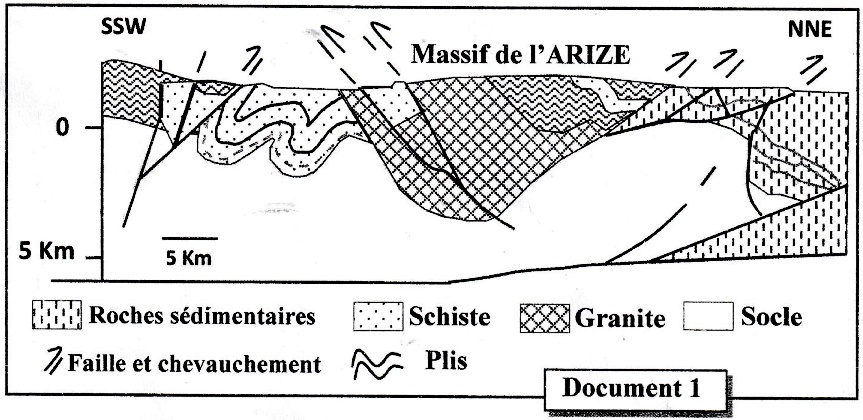 SSW
NNE
Massif de l'ARIZE
0
5 Km
5 Km
Roches sédimentaires
Schiste
Granite
Socle
Faille et chevauchement
Plis
Document 1